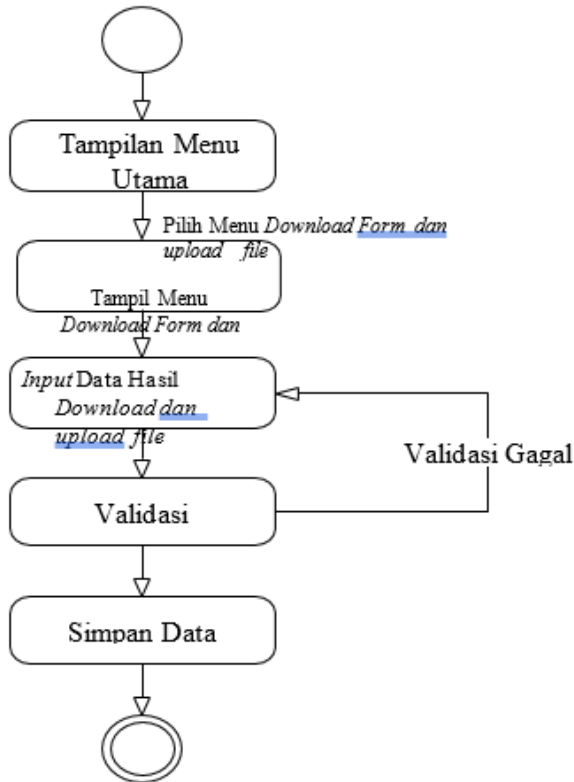 Tampilan Menu
Utama
Pilih Menu Download Form dan
upload file
Tampil Menu
Download Form dan
Input Data Hasil
Download dan
upload file
Validasi Gagal
Validasi
Simpan Data